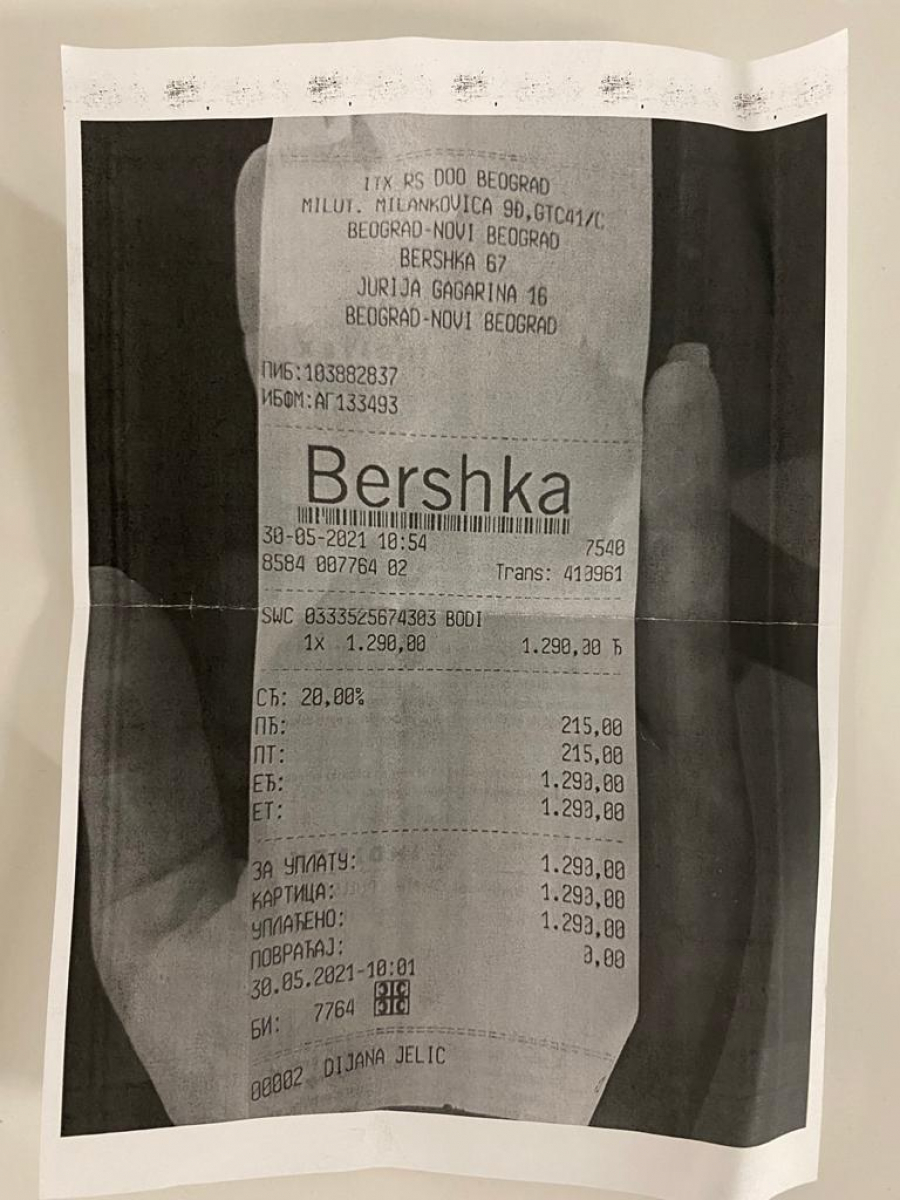 ITX RS DOO BEOGRAD
MILUT. MILANKOVICA 9Đ,GTC41/C
BEOGRAD-NOVI BEOGRAD
BERSHKA 67
JURIJA GAGARINA 16
BEOGRAD-NOVI BEOGRAD
ПИБ:103882837
ИБФМ:АГ133493
Bershka
30-05-2021 10:54 7540
8584 007764 02 Trans: 410961
SWC 0333525674303 BODI
1x 1.290,00 1.290,00 Ђ
СЂ: 20,00%
ПЂ: 215,00
ПТ: 215,00
ЕЂ: 1.290,00
ЕТ: 1.290,00
ЗА УПЛАТУ: 1.290,00
КАРТИЦА: 1.290,00
УПЛАЋЕНО: 1.290,00
ПОВРАЋАЈ: 0,00
30.05.2021-10:01
БИ: 7764
00002 DIJANA JELIC